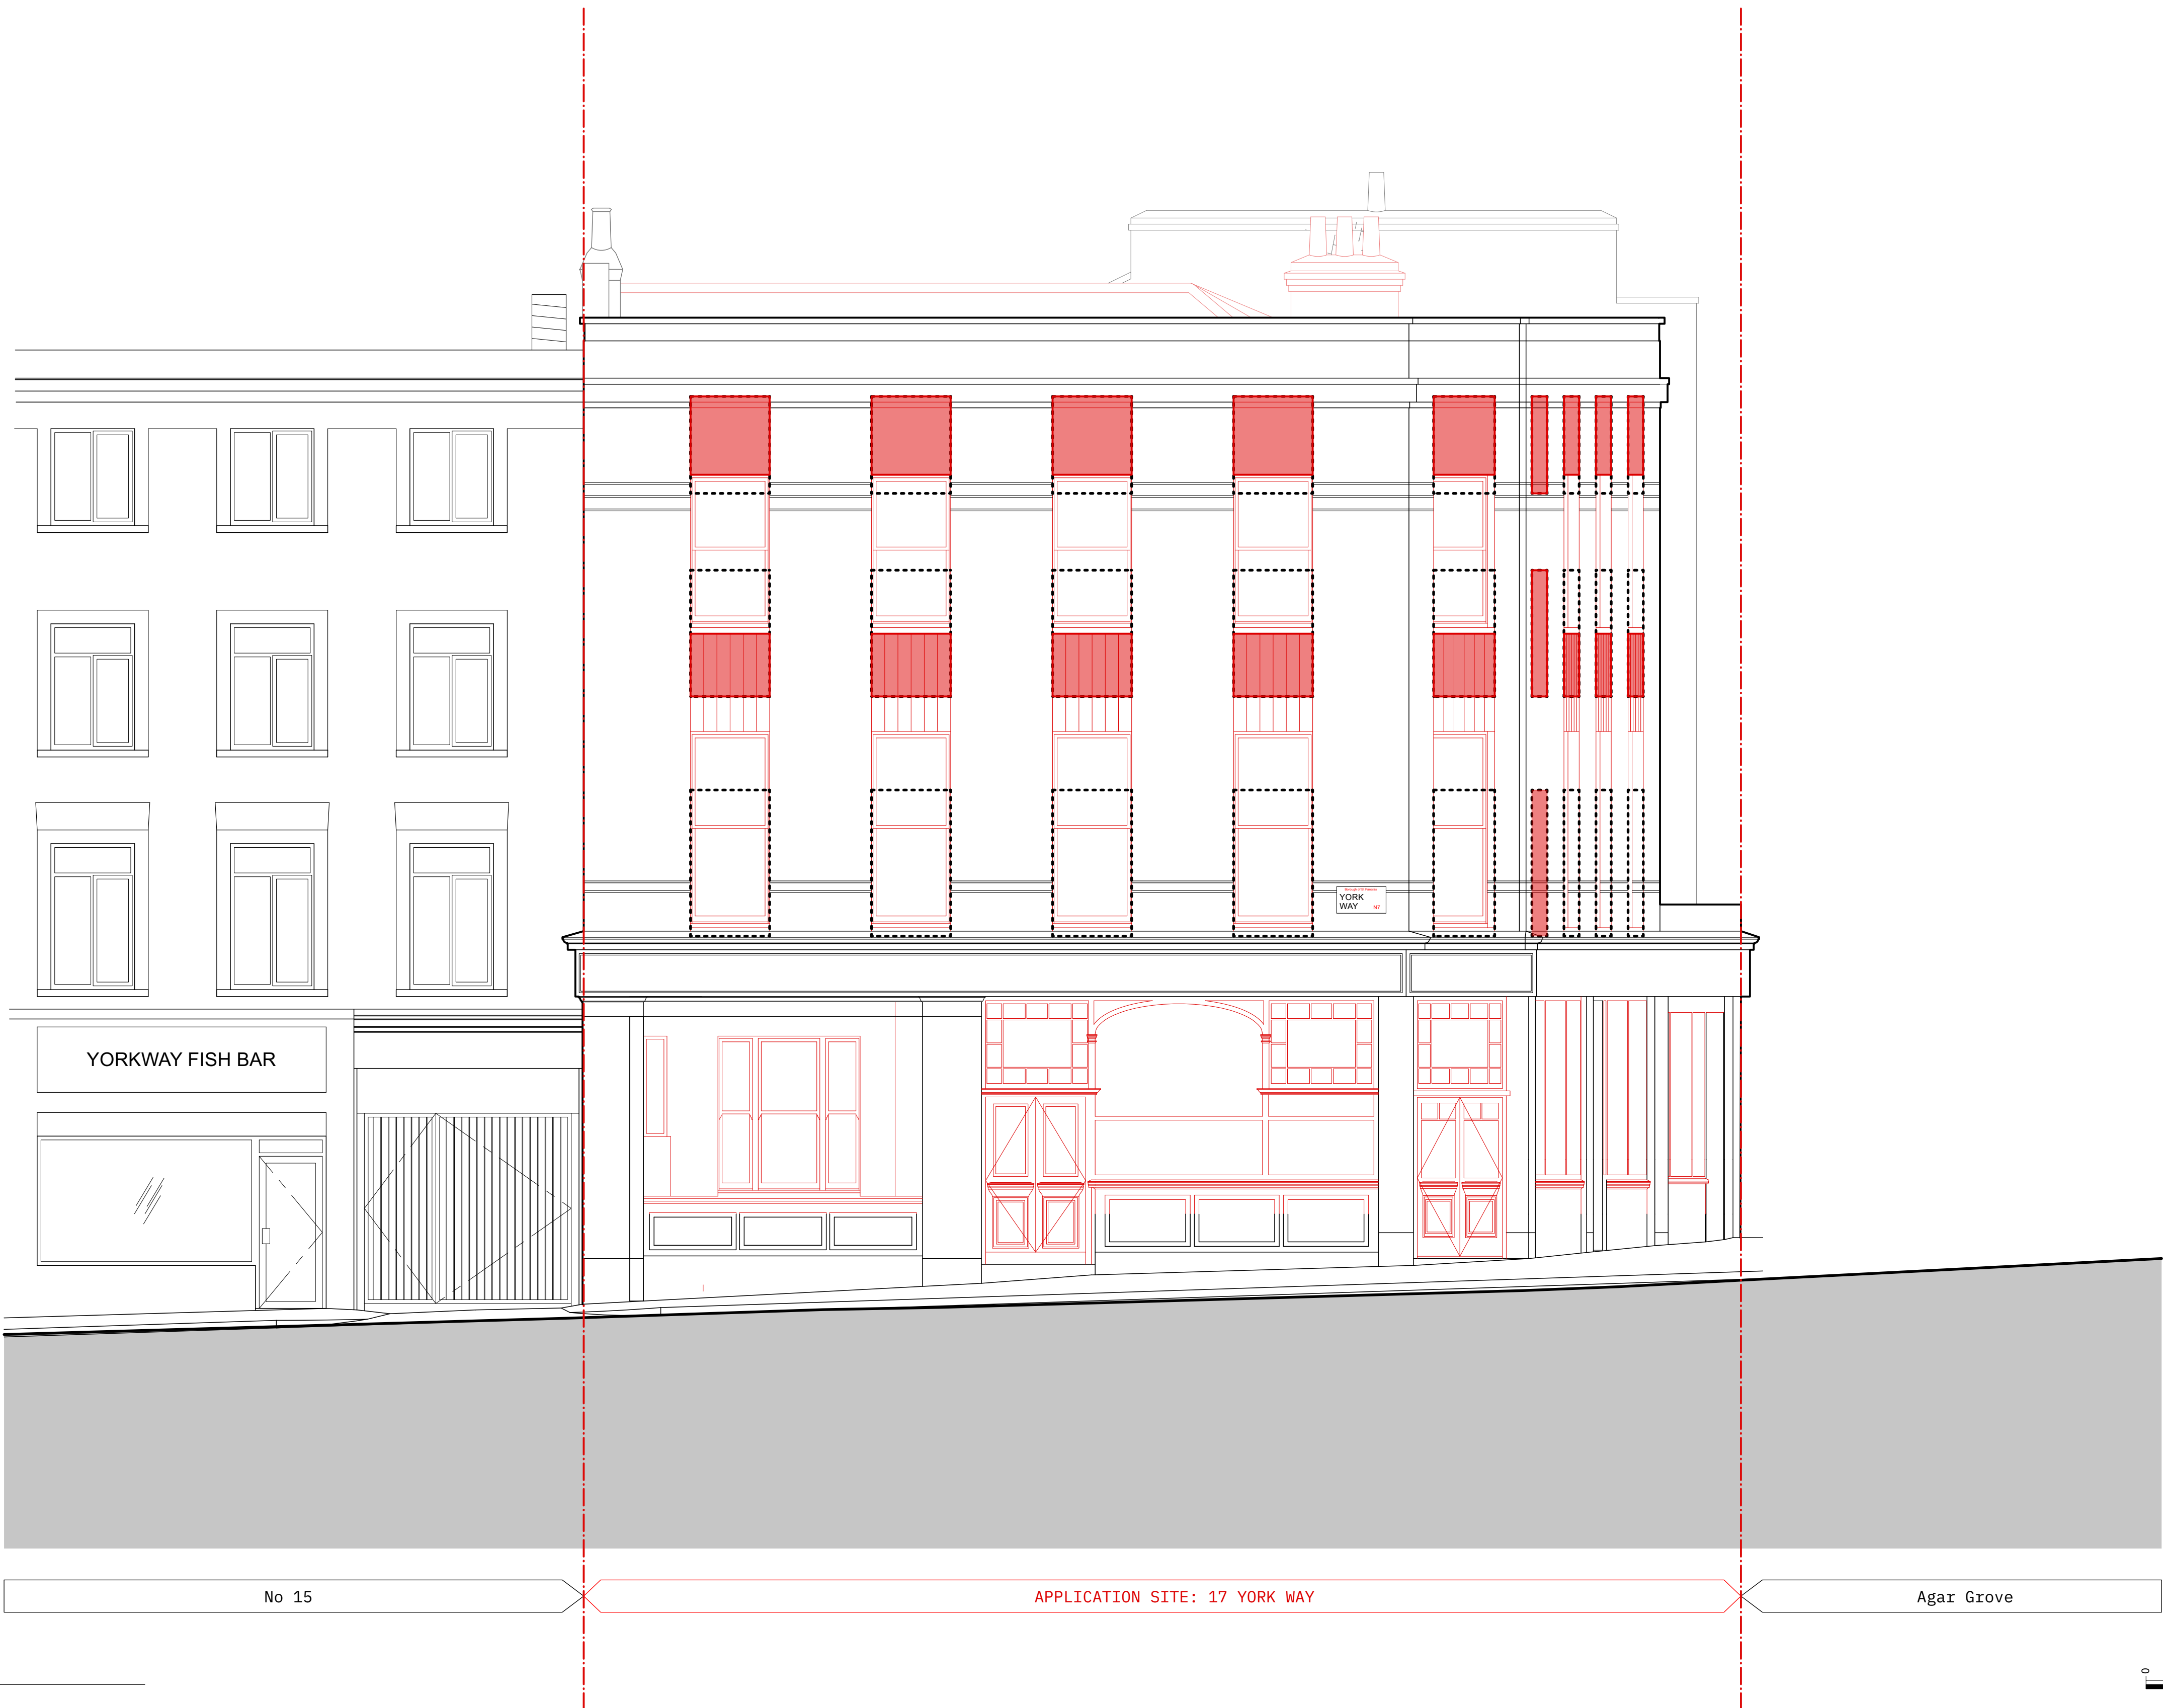 YORK
WAY N7
YORKWAY FISH BAR
No 15
APPLICATION SITE: 17 YORK WAY
Agar Grove
0